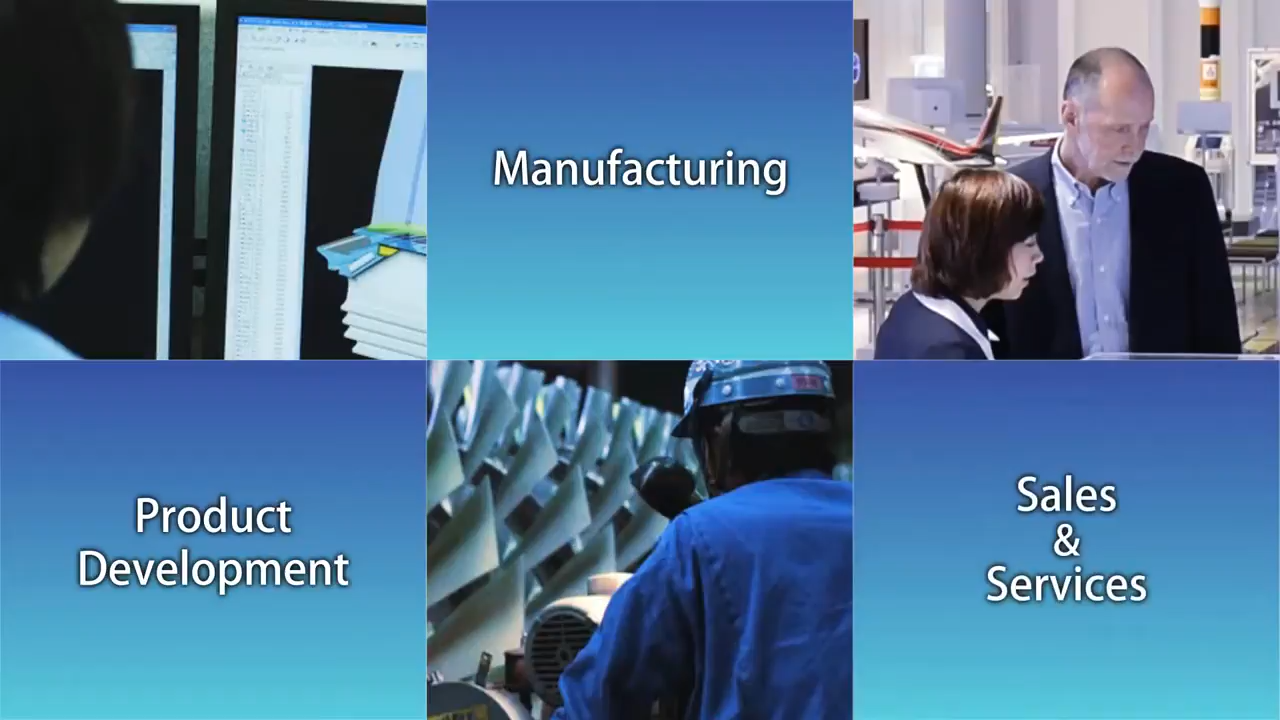 Manufacturing
Product
Development
Sales
&
Services